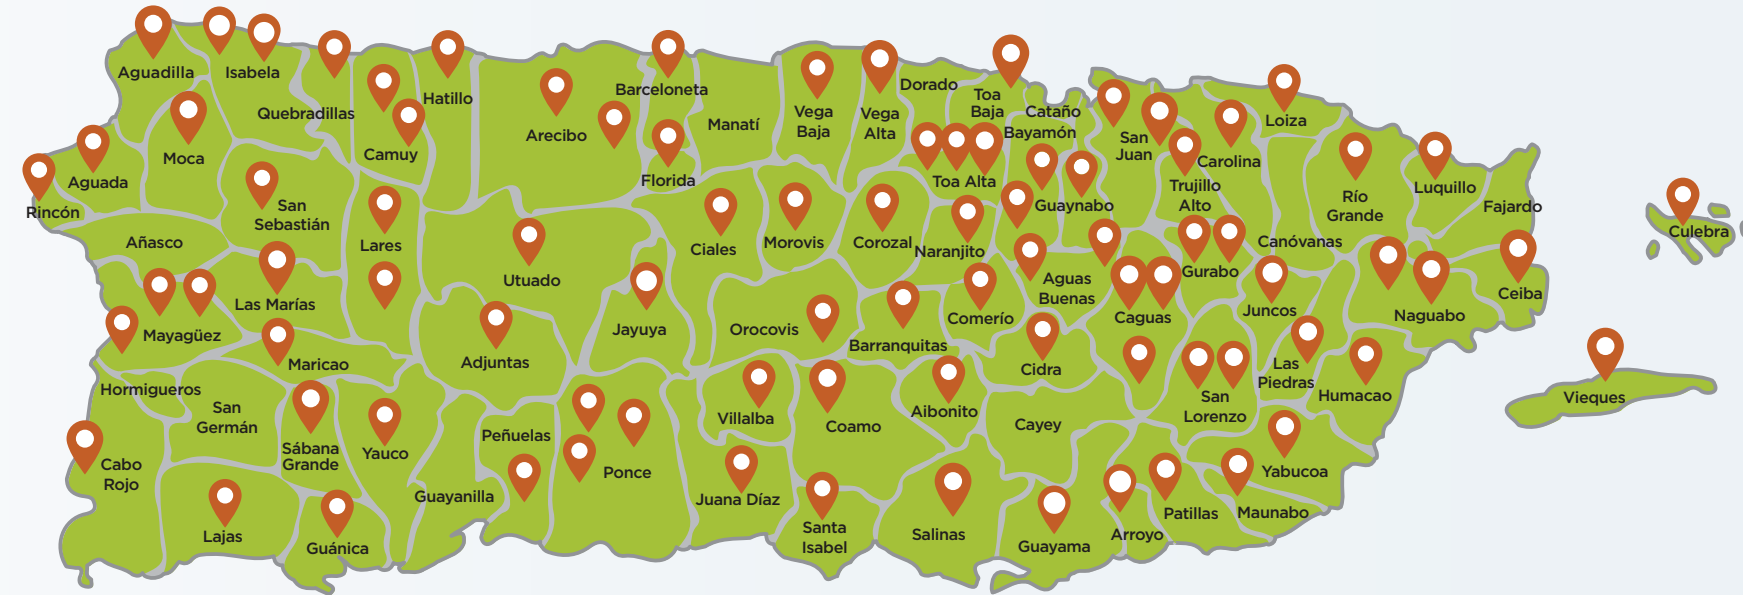 Aguadilla
Isabela
Quebradillas
Camuy
Hatillo
Arecibo
Barceloneta
Manatí
Florida
Vega
Baja
Vega
Alta
Dorado
Toa
Baja
Cataño
Bayamón
Toa Alta
Guaynabo
San
Juan
Trujillo
Alto
Carolina
Loiza
Canóvanas
Río
Grande
Luquillo
Fajardo
Culebra
Moca
Aguada
Rincón
Añasco
San
Sebastián
Lares
Utuado
Ciales
Morovis
Corozal
Naranjito
Aguas
Buenas
Gurabo
Juncos
Naguabo
Ceiba
Mayagüez
Las Marías
Maricao
Adjuntas
Jayuya
Orocovis
Barranquitas
Comerío
Cidra
Caguas
Las
Piedras
Humacao
Vieques
Hormigueros
San
Germán
Sábana
Grande
Yauco
Peñuelas
Guayanilla
Ponce
Villalba
Juana Díaz
Coamo
Aibonito
Cayey
San
Lorenzo
Yabucoa
Cabo
Rojo
Lajas
Guánica
Santa
Isabel
Salinas
Guayama
Arroyo
Patillas
Maunabo